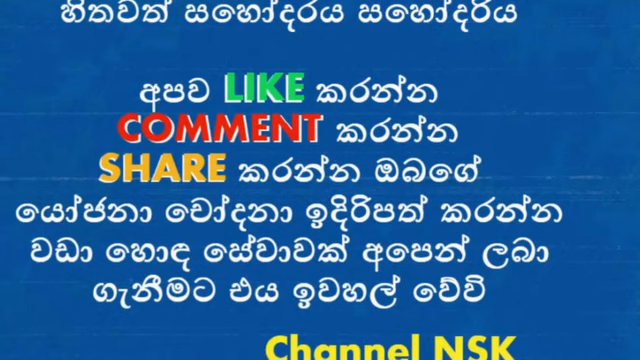 හිතවත් සහෝදරය සහෝදරිය
අපව LIKE කරන්න
COMMENT කරන්න
SHARE කරන්න ඔබගේ
යෝජනා චෝදනා ඉදිරිපත් කරන්න
වඩා හොඳ සේවාවක් අපෙන් ලබා
ගැනීමට එය ඉවහල් වේවි
Channel NSK